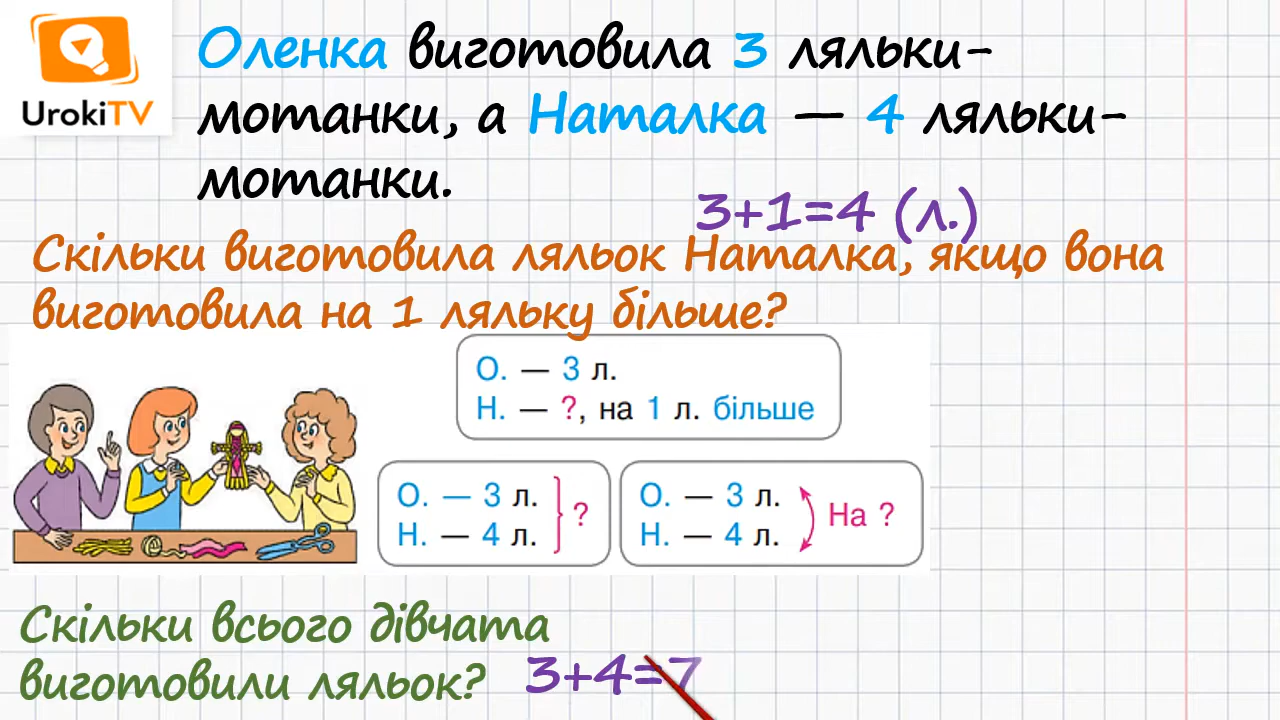 UrokiTV
Оленка виготовила 3 ляльки-
мотанки, а Наталка — 4 ляльки-
мотанки.
3+1=4 (л.)
Скільки виготовила ляльок Наталка, якщо вона
виготовила на 1 ляльку більше?
О. — 3 л.
Н. — ?, на 1 л. більше
О. — 3 л.
Н. — 4 л.
?
О. — 3 л.
Н. — 4 л.
На ?
Скільки всього дівчата
виготовили ляльок?
3+4=7